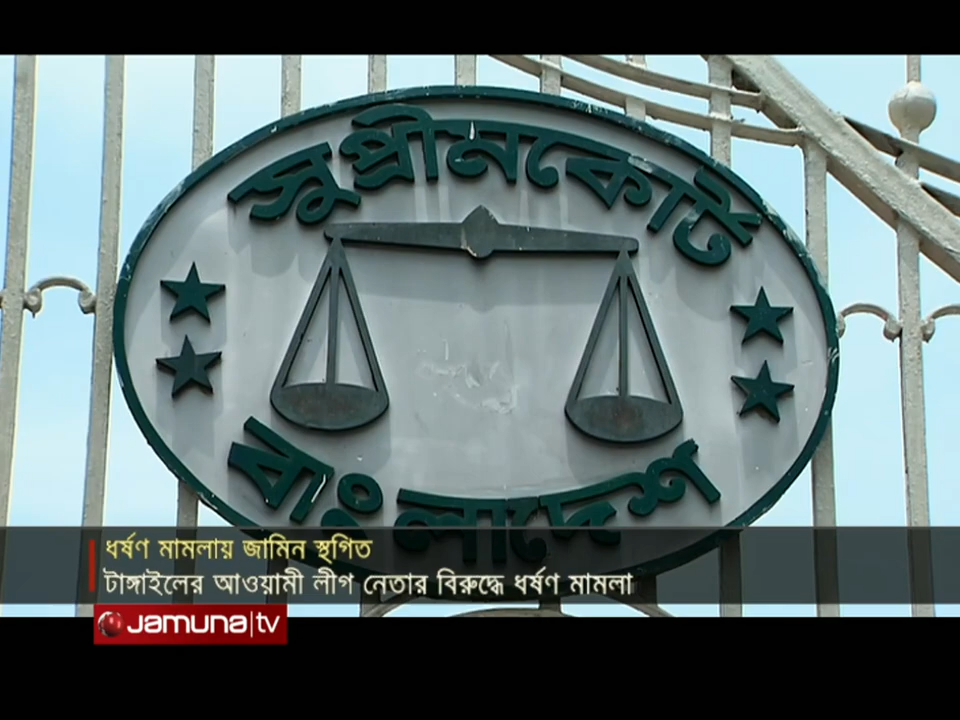 সুপ্রীমকোর্ট
বাংলাদেশ
ধর্ষণ মামলায় জামিন স্থগিত
টাঙ্গাইলের আওয়ামী লীগ নেতার বিরুদ্ধে ধর্ষণ মামলা
Jamuna|tv